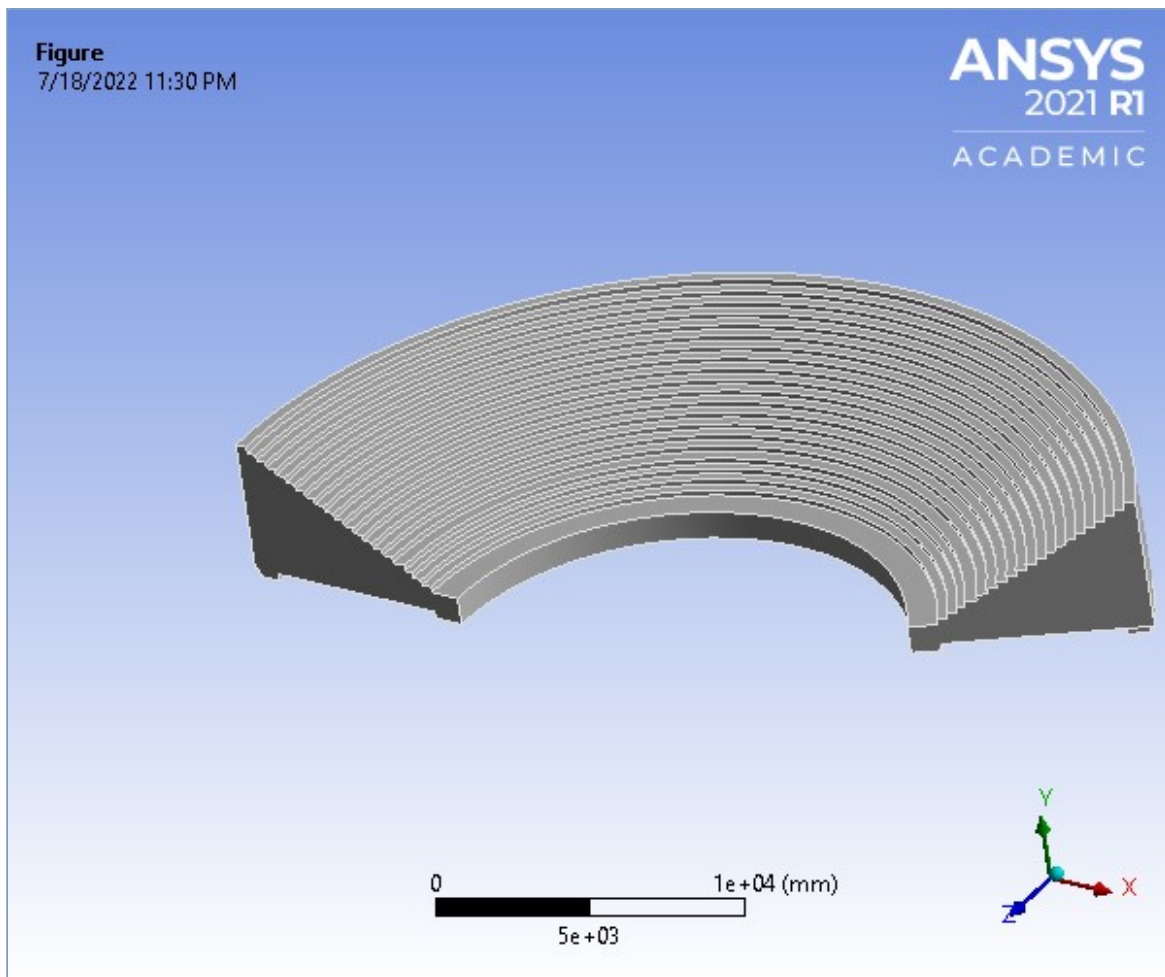 Figure
7/18/2022 11:30 PM
ANSYS
2021 R1
ACADEMIC
0
1e+04 (mm)
5e+03
Y
X
Z